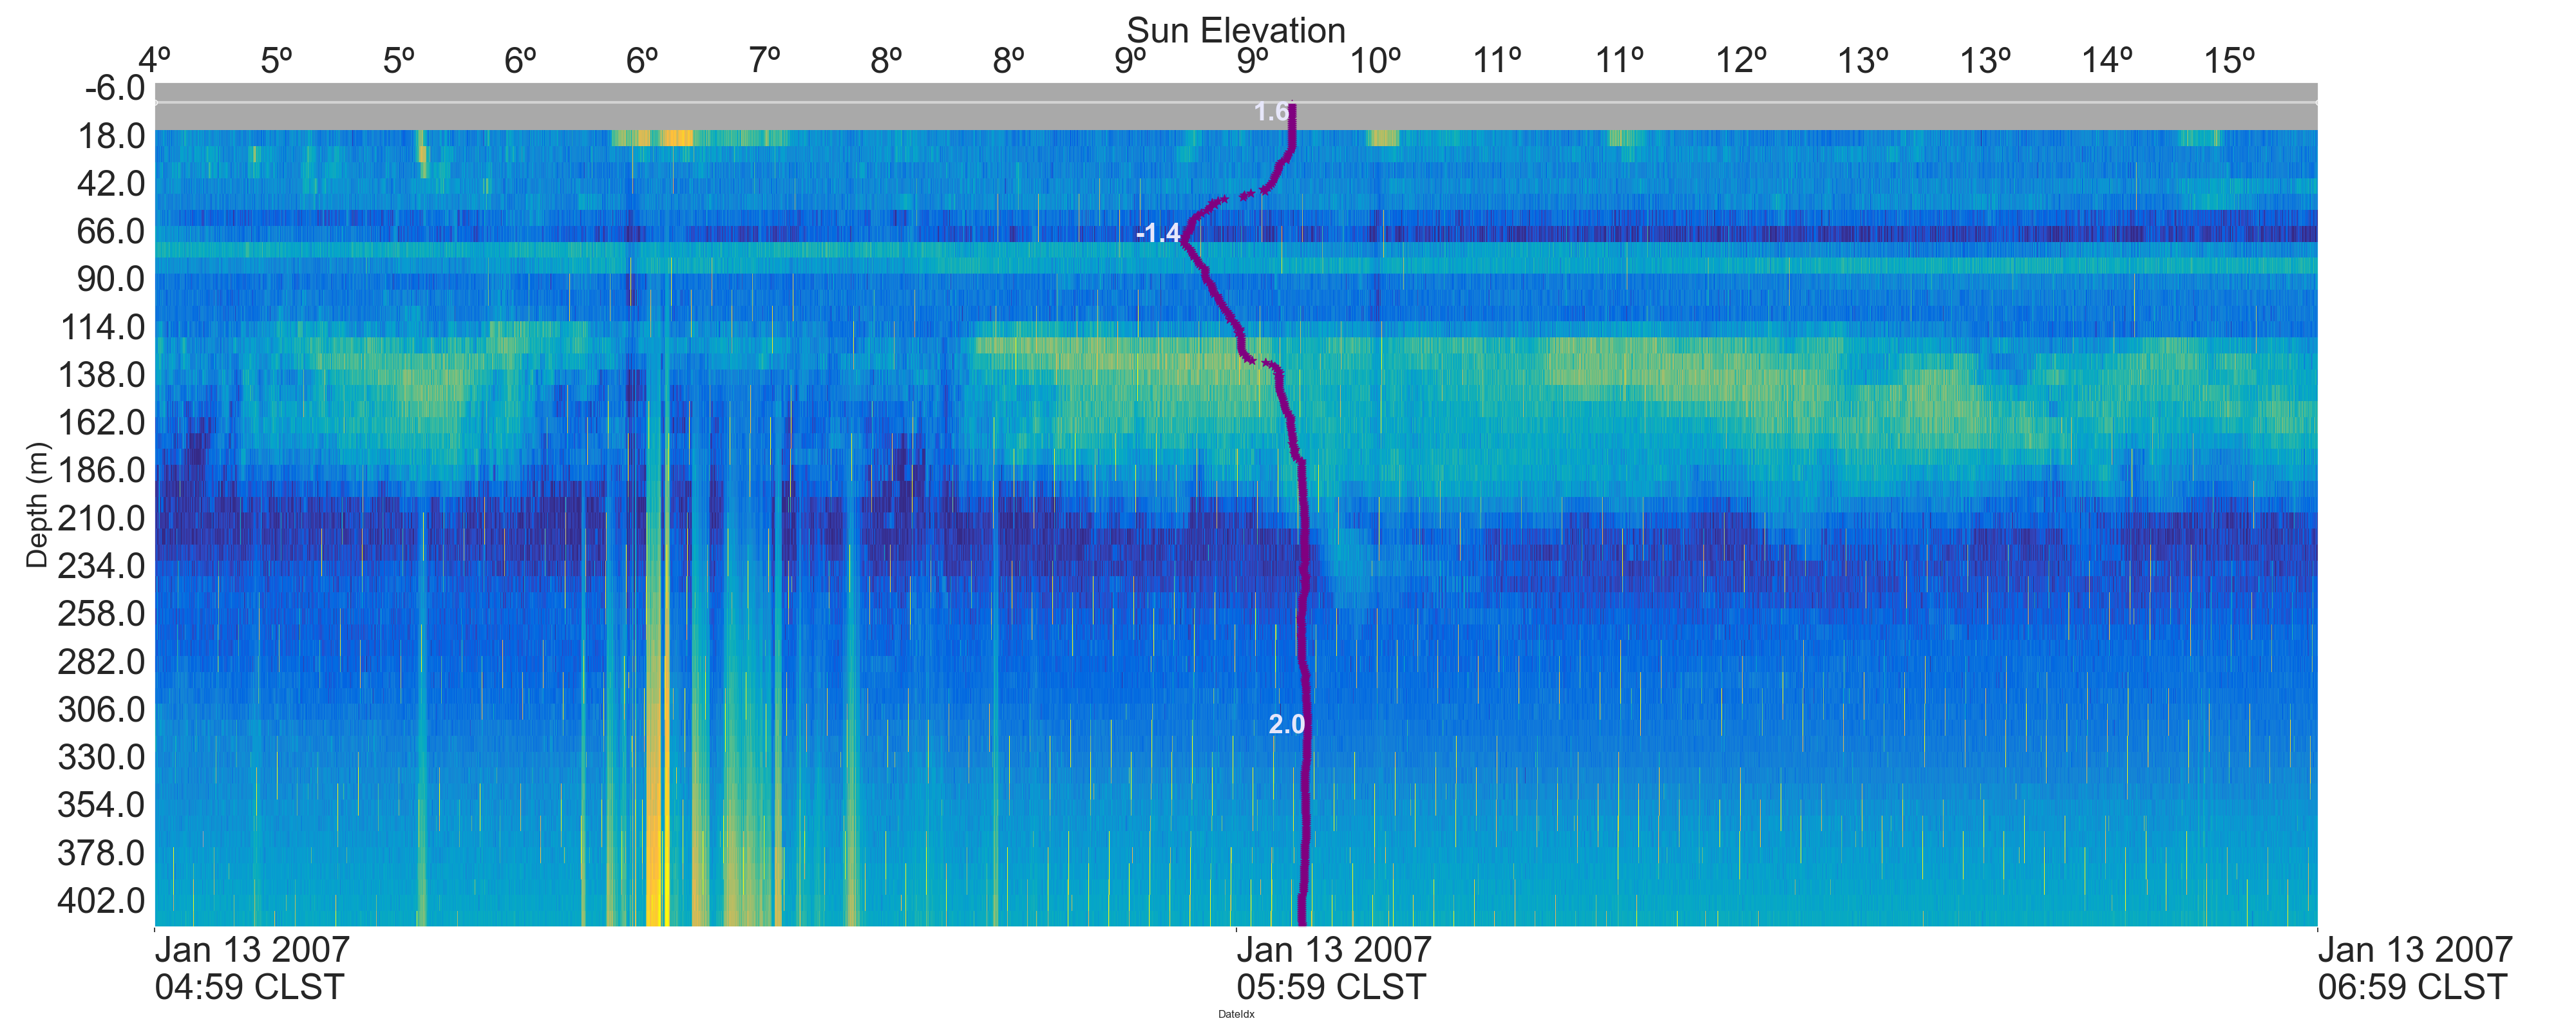 Sun Elevation
4º 5º 5º 6º 6º 7º 8º 8º 9º 9º 10º 11º 11º 12º 13º 13º 14º 15º
-6.0
1.6
18.0
42.0
66.0
-1.4
90.0
114.0
138.0
162.0
186.0
210.0
234.0
258.0
282.0
306.0
2.0
330.0
354.0
378.0
402.0
Depth (m)
Jan 13 2007
04:59 CLST
Jan 13 2007
05:59 CLST
Jan 13 2007
06:59 CLST
DateIdx